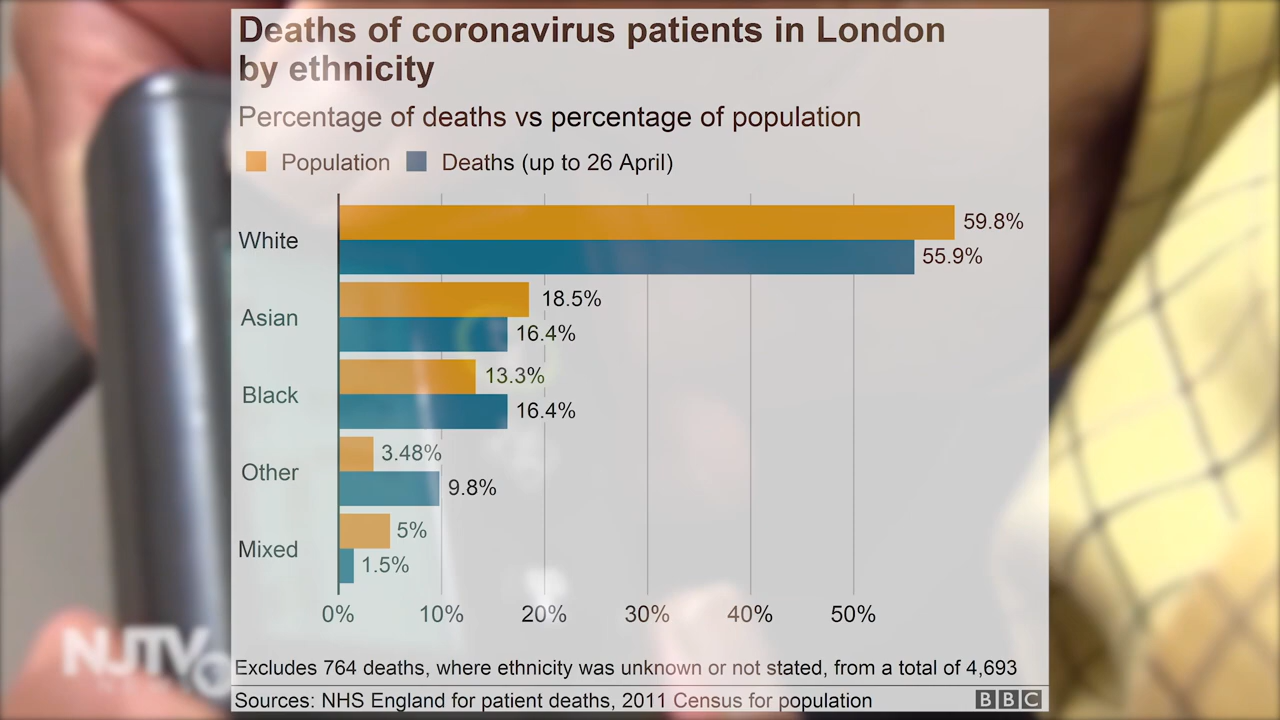 Deaths of coronavirus patients in London
by ethnicity
Percentage of deaths vs percentage of population
Population Deaths (up to 26 April)
White 59.8%
55.9%
Asian 18.5%
16.4%
Black 13.3%
16.4%
Other 3.48%
9.8%
Mixed 5%
1.5%
0% 10% 20% 30% 40% 50%
NJTV
NEWS
Excludes 764 deaths, where ethnicity was unknown or not stated, from a total of 4,693
Sources: NHS England for patient deaths, 2011 Census for population BBC